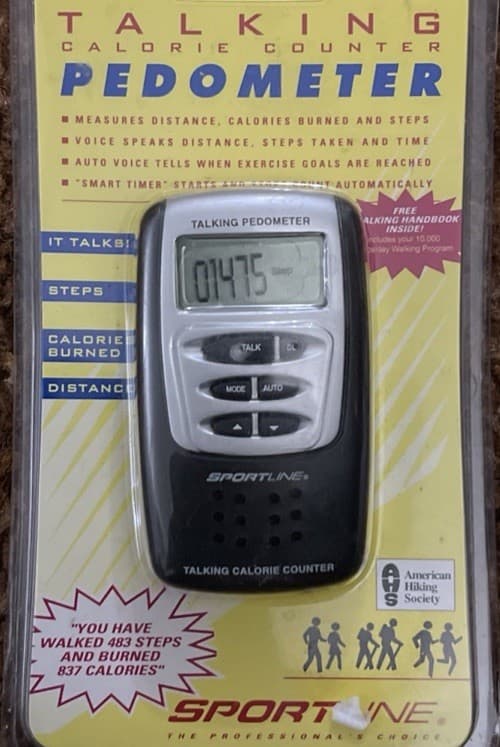 TALKING
CALORIE COUNTER
PEDOMETER
MEASURES DISTANCE, CALORIES BURNED AND STEPS
VOICE SPEAKS DISTANCE, STEPS TAKEN AND TIME
AUTO VOICE TELLS WHEN EXERCISE GOALS ARE REACHED
"SMART TIMER" STARTS AND STOPS COUNT AUTOMATICALLY
FREE
TALKING HANDBOOK
INSIDE!
Includes your 10,000
Walking Program
IT TALKS:
STEPS
CALORIES
BURNED
DISTANCE
TALKING PEDOMETER
01475
TALK
MODE AUTO
SPORTLINE®
TALKING CALORIE COUNTER
American
Hiking
Society
AHS
"YOU HAVE
WALKED 483 STEPS
AND BURNED
837 CALORIES"
SPORTLINE®
THE PROFESSIONAL'S CHOICE